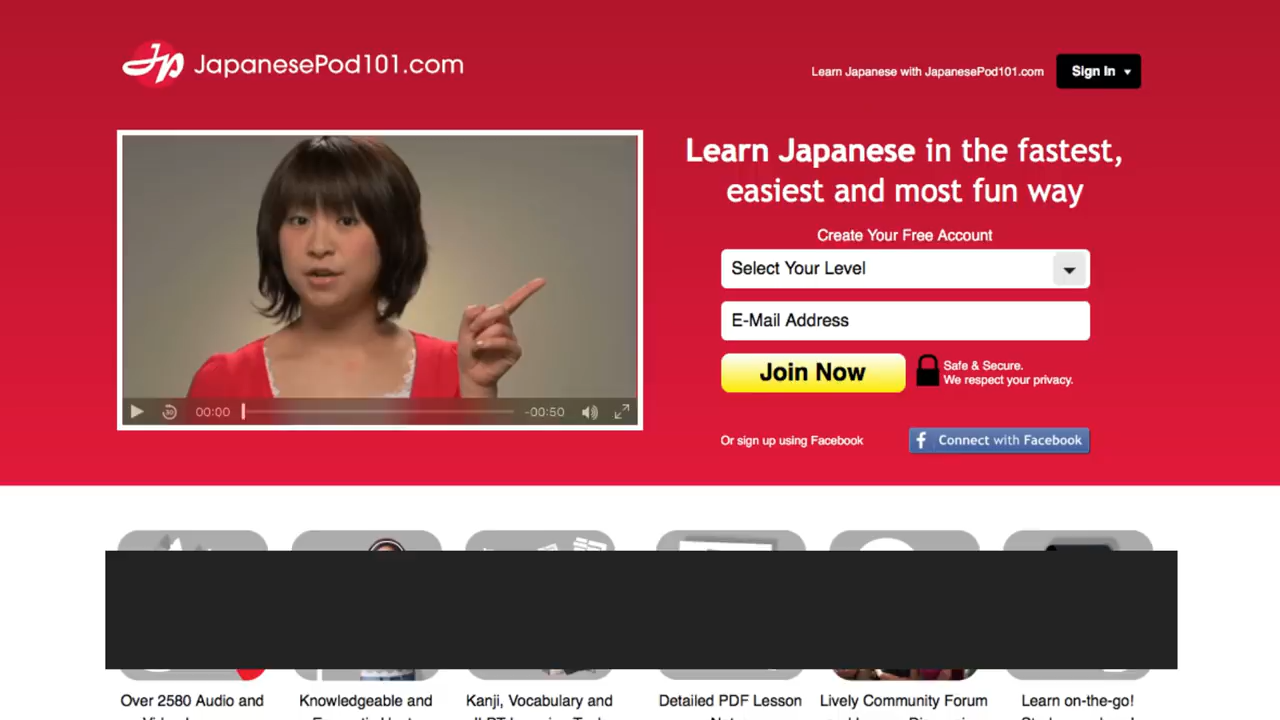 JapanesePod101.com
Learn Japanese with JapanesePod101.com
Sign In
Learn Japanese in the fastest,
easiest and most fun way
Create Your Free Account
Select Your Level
E-Mail Address
Join Now
Safe & Secure.
We respect your privacy.
Or sign up using Facebook
Connect with Facebook
00:00
-00:50
Over 2580 Audio and
Knowledgeable and
Kanji, Vocabulary and
Detailed PDF Lesson
Lively Community Forum
Learn on-the-go!